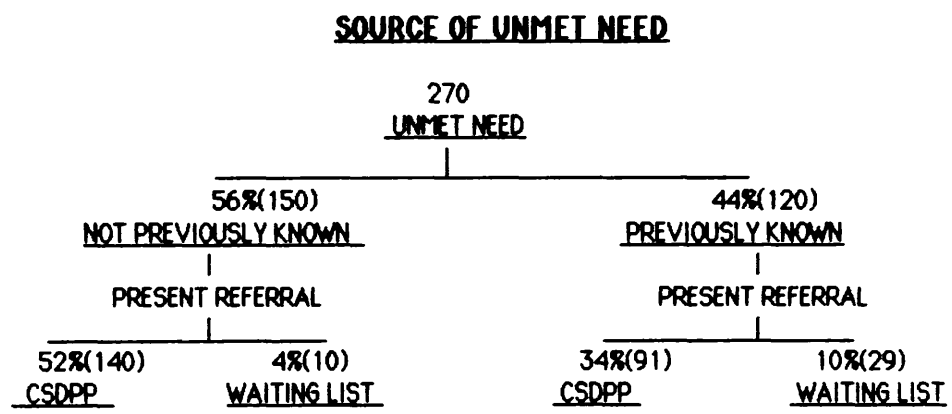 SOURCE OF UNMET NEED
270
UNMET NEED
56%(150) 44%(120)
NOT PREVIOUSLY KNOWN PREVIOUSLY KNOWN
PRESENT REFERRAL PRESENT REFERRAL
52%(140) 4%(10) 34%(91) 10%(29)
CSDPP WAITING LIST CSDPP WAITING LIST